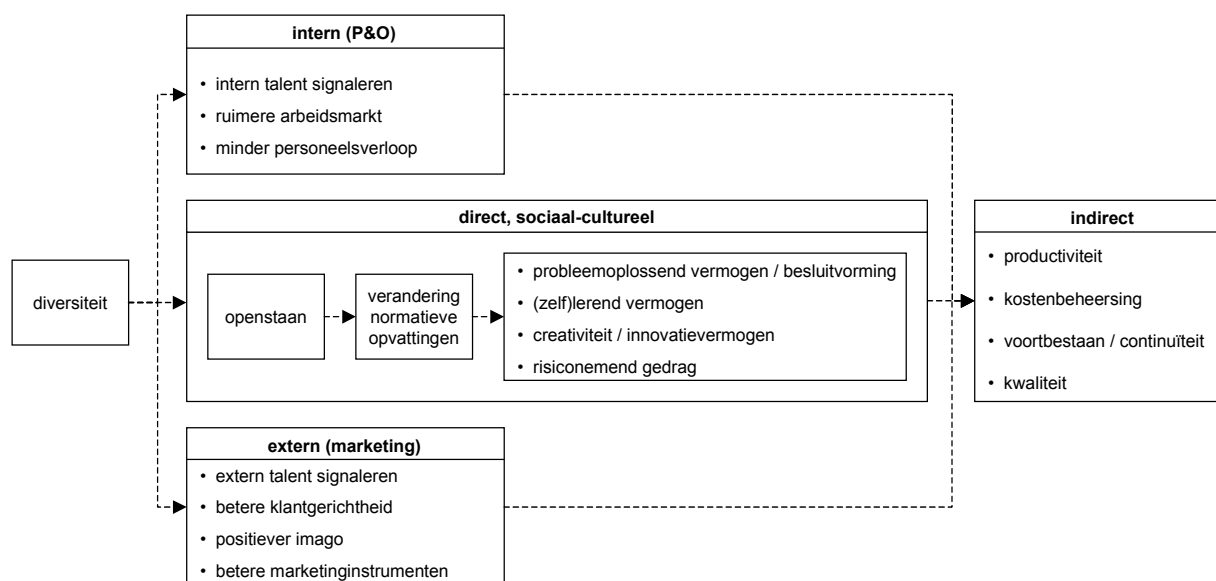 intern (P&O)
• intern talent signaleren
• ruimere arbeidsmarkt
• minder personeelsverloop
diversiteit
direct, sociaal-cultureel
openstaan
verandering
normatieve
opvattingen
• probleemoplossend vermogen / besluitvorming
• (zelf)lerend vermogen
• creativiteit / innovatievermogen
• risiconemend gedrag
extern (marketing)
• extern talent signaleren
• betere klantgerichtheid
• positiever imago
• betere marketinginstrumenten
indirect
• productiviteit
• kostenbeheersing
• voortbestaan / continuïteit
• kwaliteit